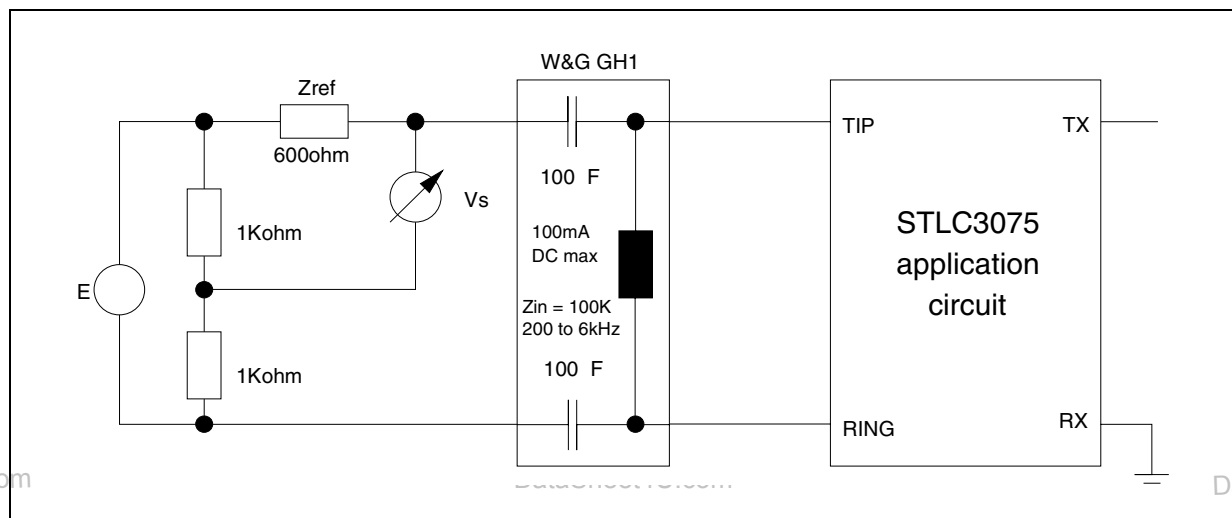 W&G GH1
Zref
600ohm
TIP
TX
100 F
Vs
1Kohm
100mA
DC max
STLC3075
application
circuit
E
Zin = 100K
200 to 6kHz
1Kohm
100 F
RING
RX
om
D